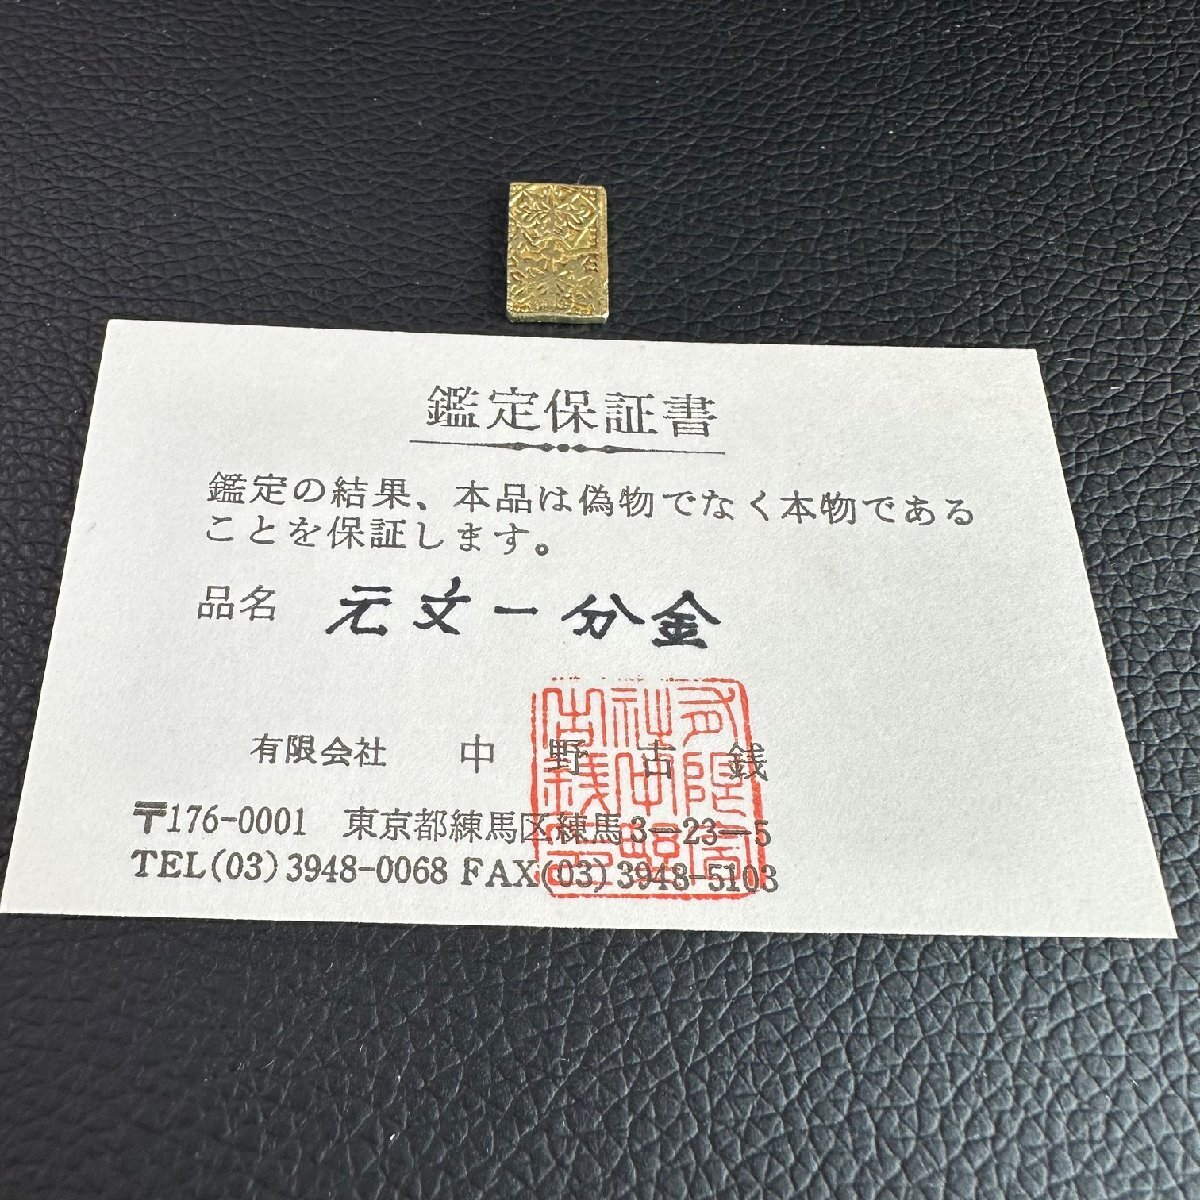 鑑定保証書
鑑定の結果、本品は偽物でなく本物である
ことを保証します。
品名 元文一分金
有限会社 中野古銭
〒176-0001 東京都練馬区練馬3-23-5
TEL(03)3948-0068 FAX(03)3948-5103